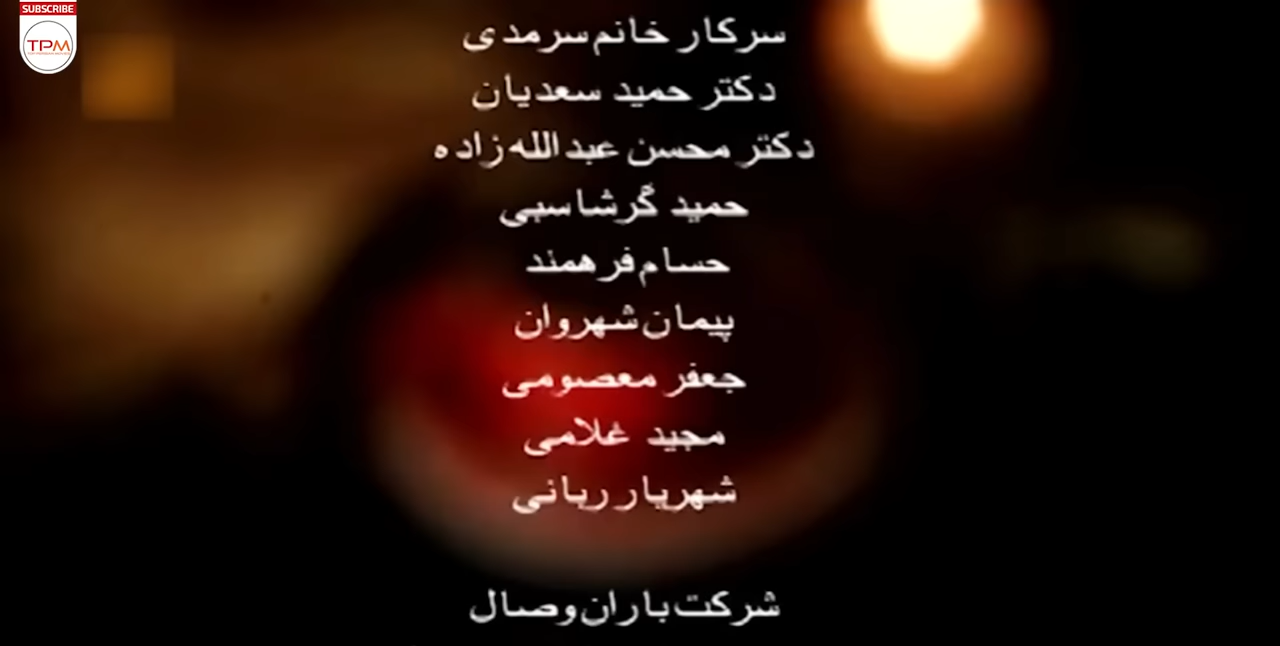 SUBSCRIBE
TPM
سرکار خانم سرمدی
دکتر حمید سعدیان
دکتر محسن عبدالله‌زاده
حمید گرشاسبی
حسام فرهمند
پیمان شهروان
جعفر معصومی
مجید غلامی
شهریار ربانی
شرکت باران وصال